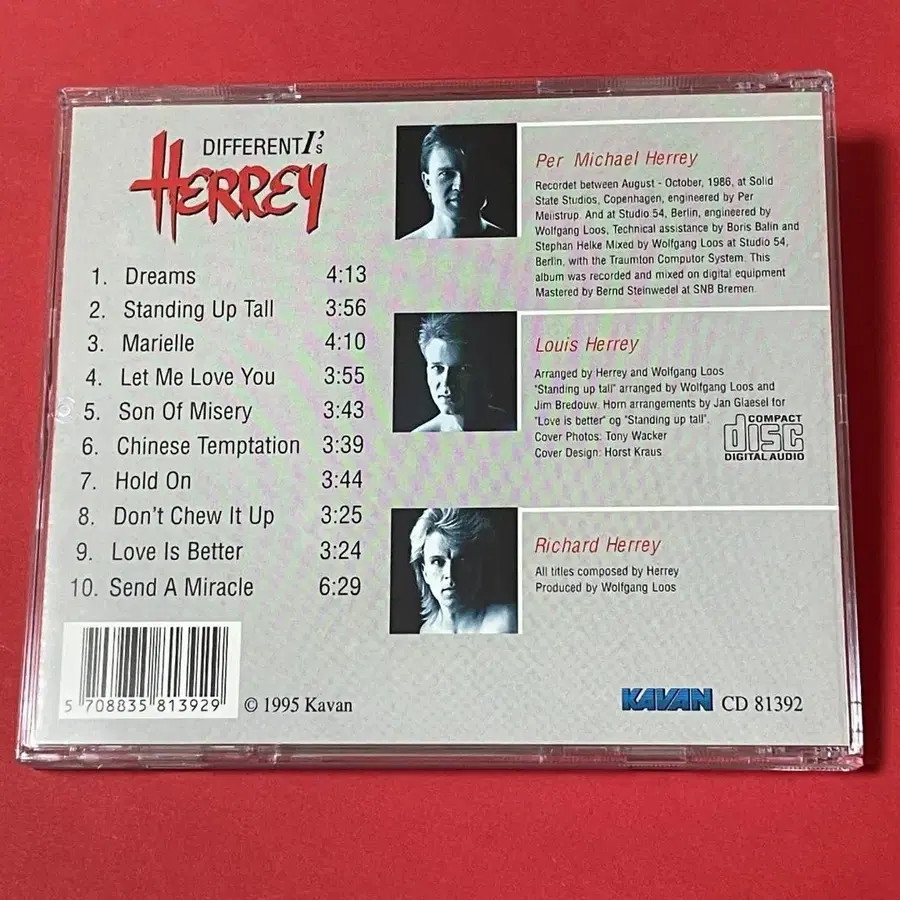 DIFFERENT I's
HERREY
1. Dreams 4:13
2. Standing Up Tall 3:56
3. Marielle 4:10
4. Let Me Love You 3:55
5. Son Of Misery 3:43
6. Chinese Temptation 3:39
7. Hold On 3:44
8. Don't Chew It Up 3:25
9. Love Is Better 3:24
10. Send A Miracle 6:29
5 708835 813929
© 1995 Kavan
Per Michael Herrey
Recordet between August - October, 1986, at Solid
State Studios, Copenhagen, engineered by Per
Meilstrup. And at Studio 54, Berlin, engineered by
Wolfgang Loos, Technical assistance by Boris Balin and
Stephan Helke Mixed by Wolfgang Loos at Studio 54,
Berlin, with the Traumton Computor System. This
album was recorded and mixed on digital equipment
Mastered by Bernd Steinwedel at SNB Bremen.
Louis Herrey
Arranged by Herrey and Wolfgang Loos
"Standing up tall" arranged by Wolfgang Loos and
Jim Bredouw. Horn arrangements by Jan Glaesel for
"Love is better" og "Standing up tall".
Cover Photos: Tony Wacker
Cover Design: Horst Kraus
COMPACT
disc
DIGITAL AUDIO
Richard Herrey
All titles composed by Herrey
Produced by Wolfgang Loos
KAVAN CD 81392